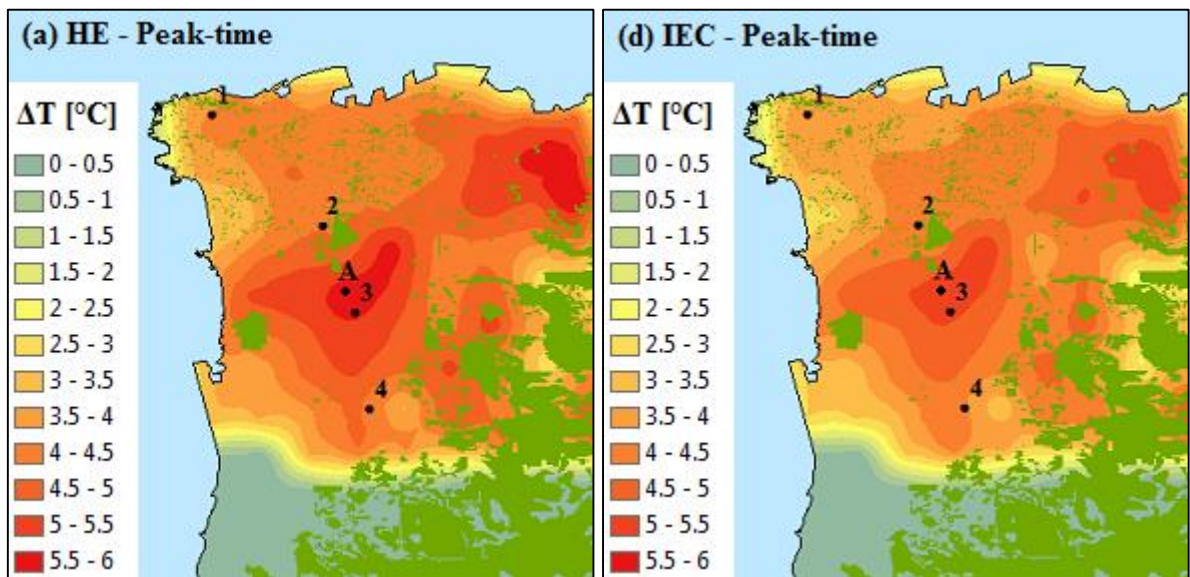 (a) HE - Peak-time
ΔT [°C]
0 - 0.5
0.5 - 1
1 - 1.5
1.5 - 2
2 - 2.5
2.5 - 3
3 - 3.5
3.5 - 4
4 - 4.5
4.5 - 5
5 - 5.5
5.5 - 6
1
2
A
3
4
(d) IEC - Peak-time
ΔT [°C]
0 - 0.5
0.5 - 1
1 - 1.5
1.5 - 2
2 - 2.5
2.5 - 3
3 - 3.5
3.5 - 4
4 - 4.5
4.5 - 5
5 - 5.5
5.5 - 6
1
2
A
3
4